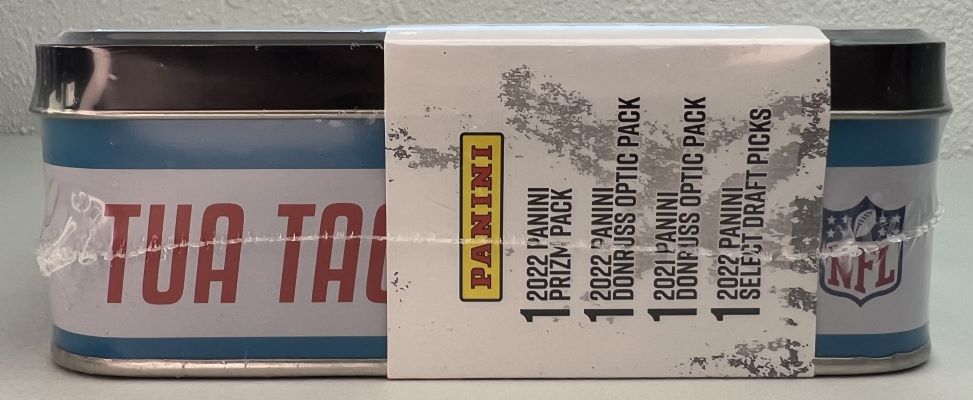 TUA TAG
PANINI
1 2022 PANINI
PRIZM PACK
1 2022 PANINI
DONRUSS OPTIC PACK
1 2021 PANINI
DONRUSS OPTIC PACK
1 2022 PANINI
SELECT DRAFT PICKS
NFL